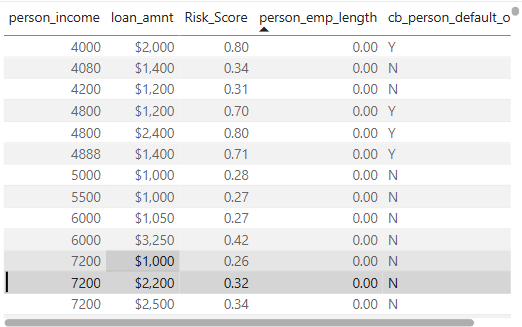 person_income loan_amnt Risk_Score person_emp_length cb_person_default_o
4000 $2,000 0.80 0.00 Y
4080 $1,400 0.34 0.00 N
4200 $1,200 0.31 0.00 N
4800 $1,200 0.70 0.00 Y
4800 $2,400 0.80 0.00 Y
4888 $1,400 0.71 0.00 Y
5000 $1,000 0.28 0.00 N
5500 $1,000 0.27 0.00 N
6000 $1,050 0.27 0.00 N
6000 $3,250 0.42 0.00 N
7200 $1,000 0.26 0.00 N
7200 $2,200 0.32 0.00 N
7200 $2,500 0.34 0.00 N